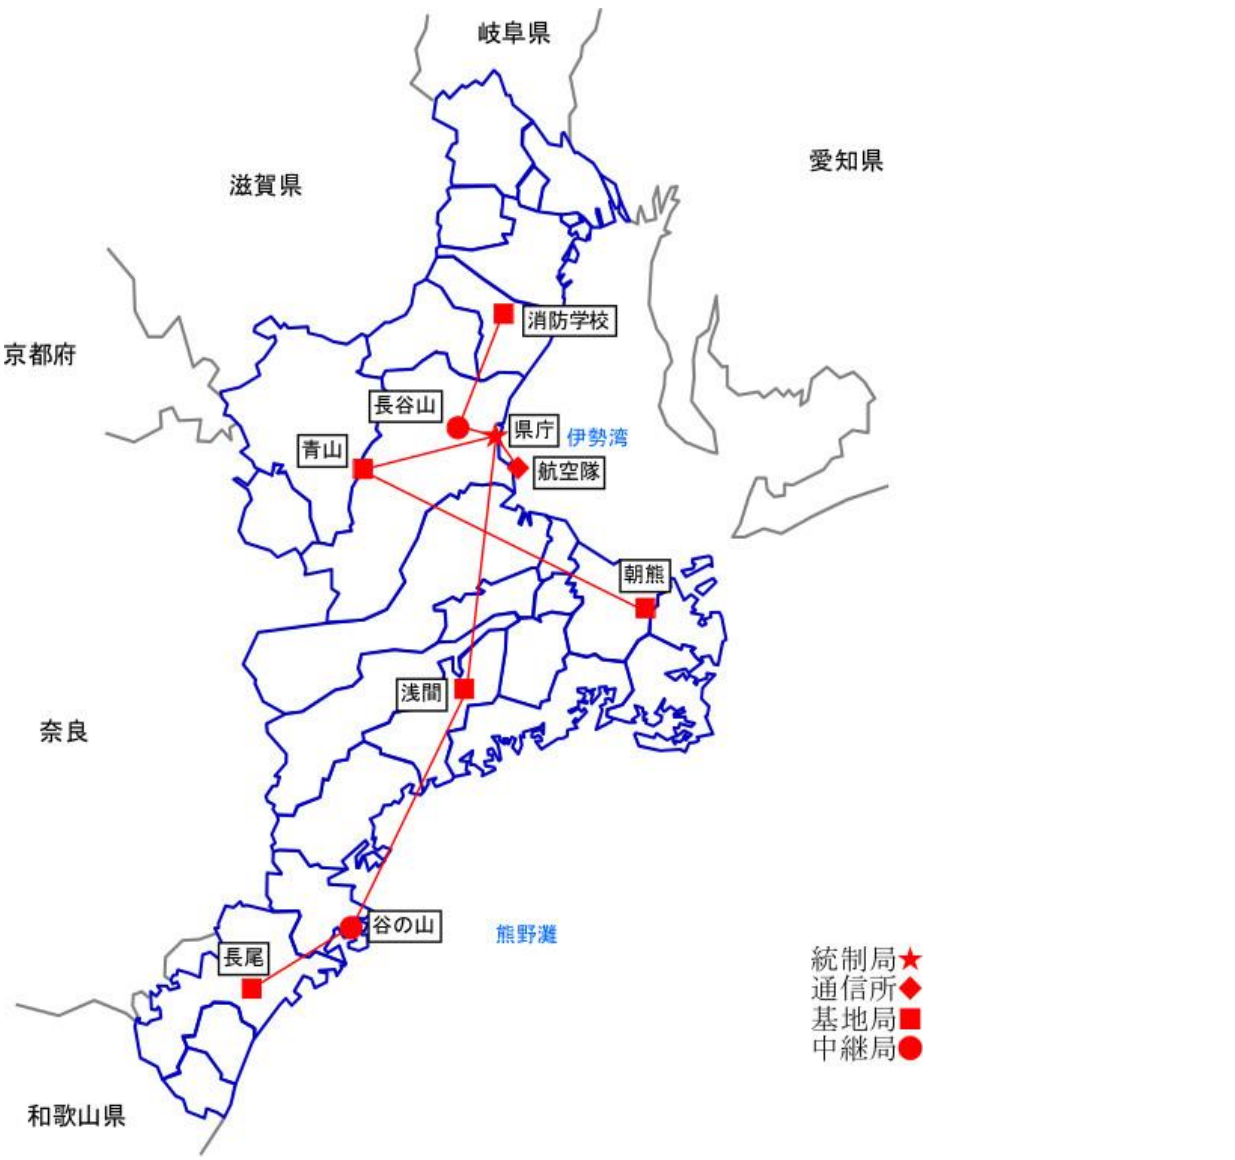 岐阜県
愛知県
滋賀県
消防学校
京都府
長谷山
県庁
伊勢湾
青山
航空隊
朝熊
浅間
奈良
谷の山
熊野灘
長尾
統制局★
通信所◆
基地局■
中継局●
和歌山県